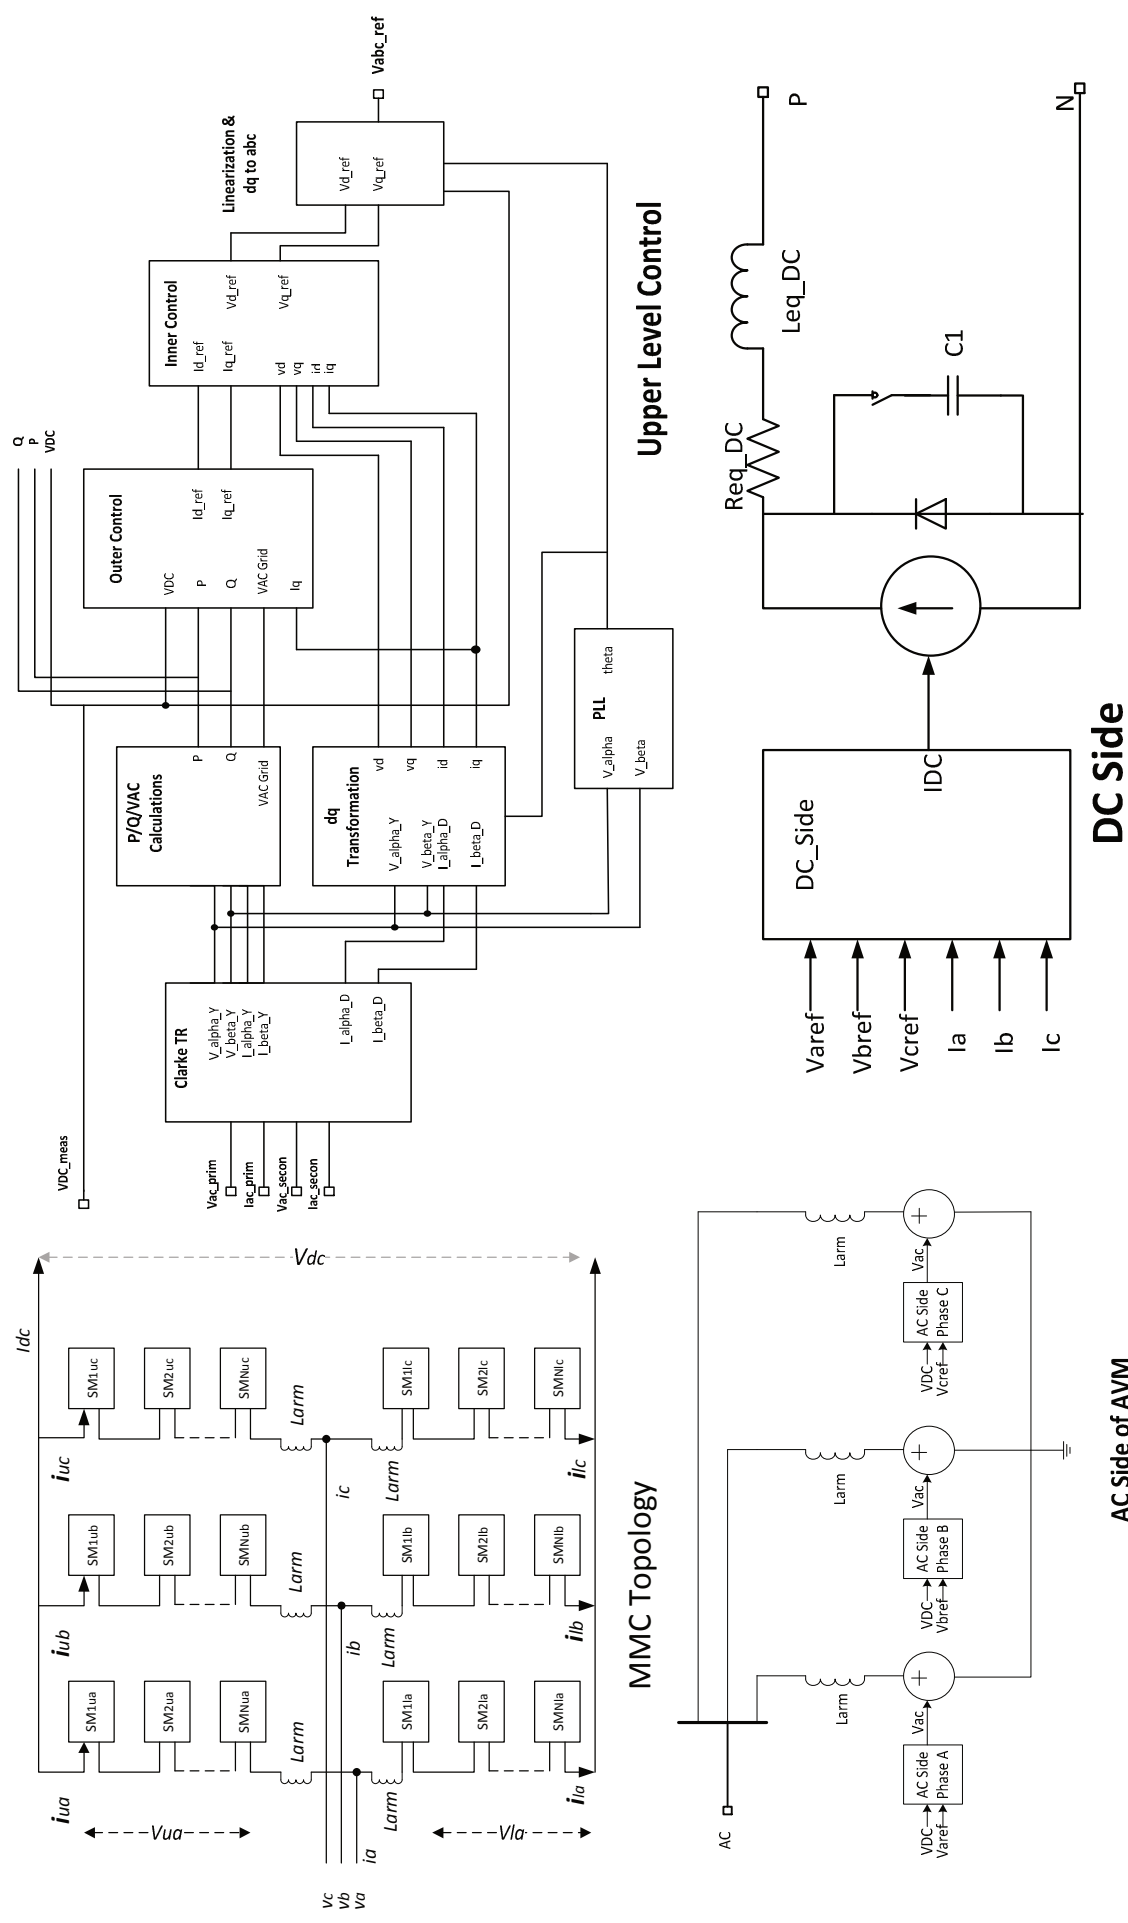 Idc
Vdc
iua
iub
iuc
SM1ua
SM2ua
SMNua
SM1ub
SM2ub
SMNub
SM1uc
SM2uc
SMNuc
Vua
Larm
Larm
Larm
vc
vb
va
ia
ib
ic
Larm
Larm
Larm
SM1la
SM2la
SMNla
SM1lb
SM2lb
SMNlb
SM1lc
SM2lc
SMNlc
Vla
ila
ilb
ilc
MMC Topology
VDC_meas
Vac_prim
Iac_prim
Vac_secon
Iac_secon
Clarke TR
V_alpha_Y
V_beta_Y
I_alpha_Y
I_beta_Y
I_alpha_D
I_beta_D
P/Q/VAC
Calculations
P
Q
VAC Grid
dq
Transformation
V_alpha_Y
V_beta_Y
I_alpha_D
I_beta_D
vd
vq
id
iq
PLL
V_alpha
V_beta
theta
Q
P
VDC
Outer Control
VDC
P
Q
VAC Grid
Iq
Id_ref
Iq_ref
Inner Control
Id_ref
Iq_ref
vd
vq
id
iq
Vd_ref
Vq_ref
Linearization &
dq to abc
Vd_ref
Vq_ref
Vabc_ref
Upper Level Control
AC
Larm
Larm
Larm
Vac
Vac
Vac
AC Side
Phase A
AC Side
Phase B
AC Side
Phase C
VDC
Varef
VDC
Vbref
VDC
Vcref
AC Side of AVM
Varef
Vbref
Vcref
Ia
Ib
Ic
DC_Side
IDC
Req_DC
Leq_DC
C1
P
N
DC Side